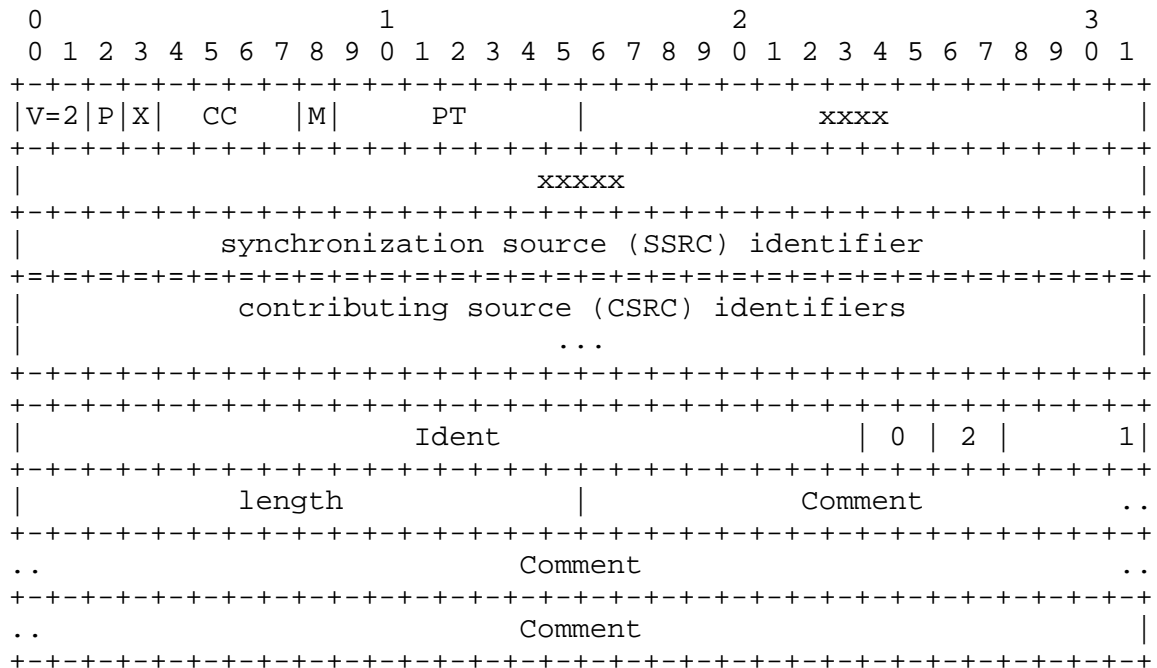 0                   1                   2                   3
 0 1 2 3 4 5 6 7 8 9 0 1 2 3 4 5 6 7 8 9 0 1 2 3 4 5 6 7 8 9 0 1
+-+-+-+-+-+-+-+-+-+-+-+-+-+-+-+-+-+-+-+-+-+-+-+-+-+-+-+-+-+-+-+-+
|V=2|P|X|  CC   |M|     PT      |             xxxx              |
+-+-+-+-+-+-+-+-+-+-+-+-+-+-+-+-+-+-+-+-+-+-+-+-+-+-+-+-+-+-+-+-+
|                             xxxxx                             |
+-+-+-+-+-+-+-+-+-+-+-+-+-+-+-+-+-+-+-+-+-+-+-+-+-+-+-+-+-+-+-+-+
|           synchronization source (SSRC) identifier            |
+=+=+=+=+=+=+=+=+=+=+=+=+=+=+=+=+=+=+=+=+=+=+=+=+=+=+=+=+=+=+=+=+
|            contributing source (CSRC) identifiers             |
|                              ...                              |
+-+-+-+-+-+-+-+-+-+-+-+-+-+-+-+-+-+-+-+-+-+-+-+-+-+-+-+-+-+-+-+-+
+-+-+-+-+-+-+-+-+-+-+-+-+-+-+-+-+-+-+-+-+-+-+-+-+-+-+-+-+-+-+-+-+
|                      Ident                    | 0 | 2 |      1|
+-+-+-+-+-+-+-+-+-+-+-+-+-+-+-+-+-+-+-+-+-+-+-+-+-+-+-+-+-+-+-+-+
|            length             |            Comment           ..
+-+-+-+-+-+-+-+-+-+-+-+-+-+-+-+-+-+-+-+-+-+-+-+-+-+-+-+-+-+-+-+-+
..                           Comment                           ..
+-+-+-+-+-+-+-+-+-+-+-+-+-+-+-+-+-+-+-+-+-+-+-+-+-+-+-+-+-+-+-+-+
..                           Comment                            |
+-+-+-+-+-+-+-+-+-+-+-+-+-+-+-+-+-+-+-+-+-+-+-+-+-+-+-+-+-+-+-+-+